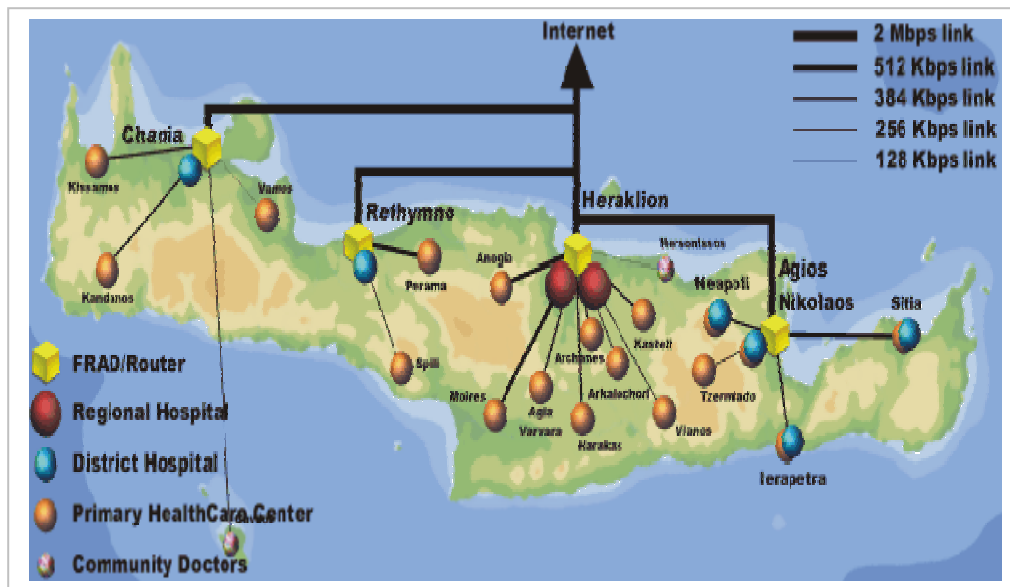 Internet
2 Mbps link
512 Kbps link
384 Kbps link
256 Kbps link
128 Kbps link
Chania
Kissamos
Vamos
Kandanos
Rethymno
Perama
Spili
Heraklion
Anogia
Hersonissos
Kasteli
Archanes
Arkalochori
Moires
Agia
Varvara
Harakas
Vianos
Agios
Nikolaos
Neapoli
Sitia
Tzermiado
Ierapetra
FRAD/Router
Regional Hospital
District Hospital
Primary HealthCare Center
Community Doctors